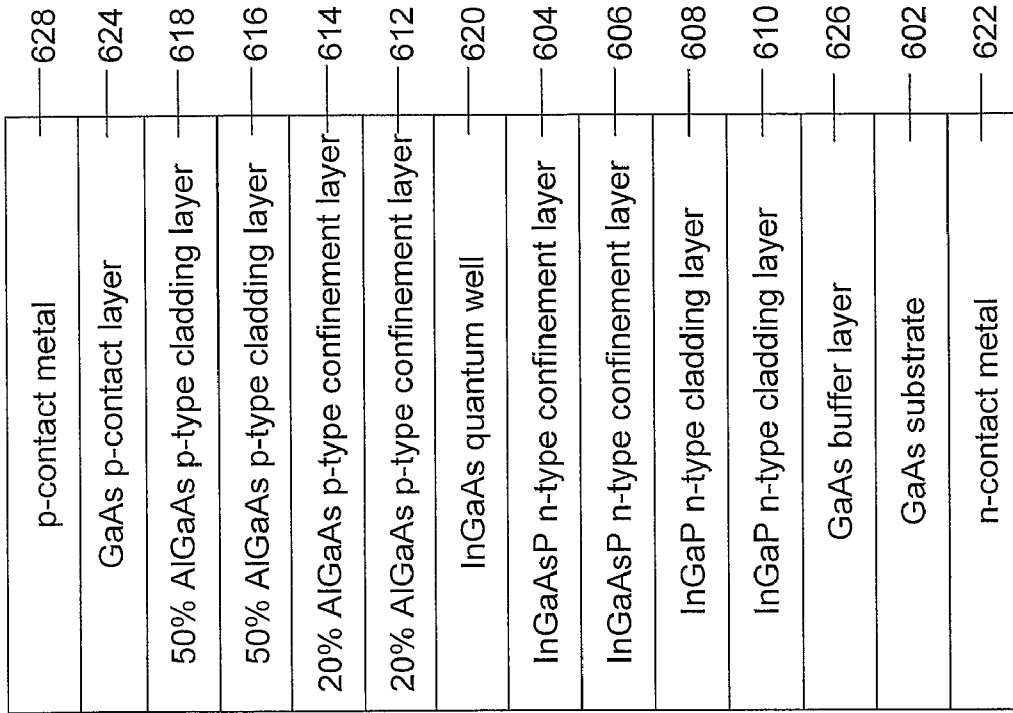 p-contact metal 628
GaAs p-contact layer 624
50% AlGaAs p-type cladding layer 618
50% AlGaAs p-type cladding layer 616
20% AlGaAs p-type confinement layer 614
20% AlGaAs p-type confinement layer 612
InGaAs quantum well 620
InGaAsP n-type confinement layer 604
InGaAsP n-type confinement layer 606
InGaP n-type cladding layer 608
InGaP n-type cladding layer 610
GaAs buffer layer 626
GaAs substrate 602
n-contact metal 622